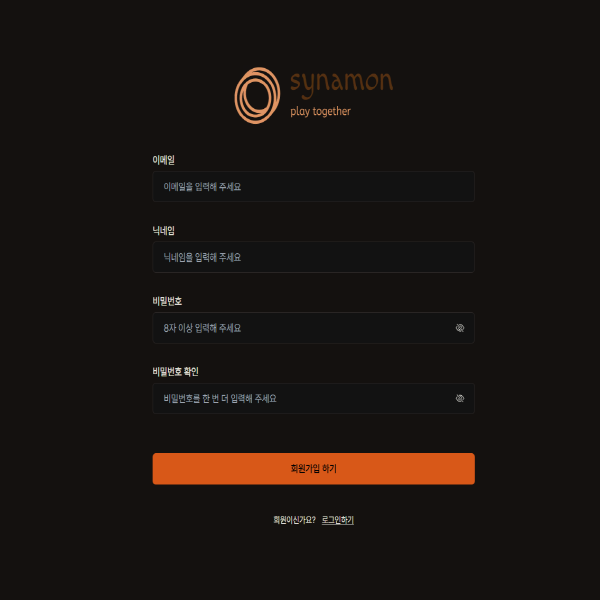 synamon
play together
이메일
이메일을 입력해 주세요
닉네임
닉네임을 입력해 주세요
비밀번호
8자 이상 입력해 주세요
비밀번호 확인
비밀번호를 한 번 더 입력해 주세요
회원가입 하기
회원이신가요? 로그인하기